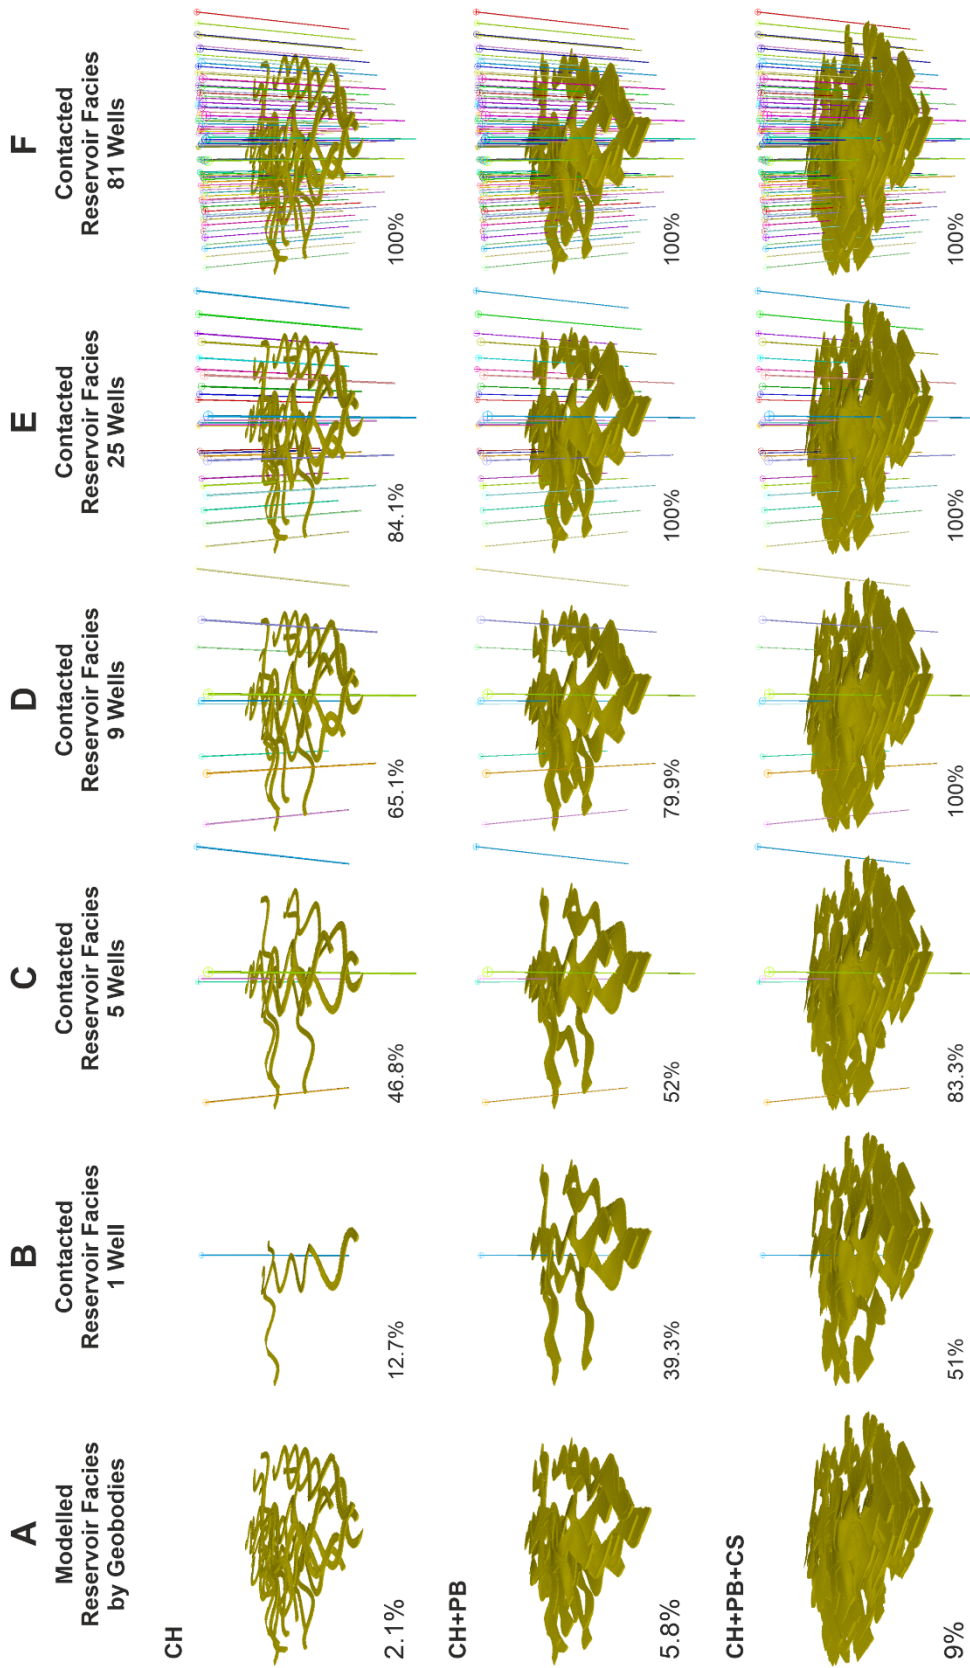 A
Modelled
Reservoir Facies
by Geobodies
B
Contacted
Reservoir Facies
1 Well
C
Contacted
Reservoir Facies
5 Wells
D
Contacted
Reservoir Facies
9 Wells
E
Contacted
Reservoir Facies
25 Wells
F
Contacted
Reservoir Facies
81 Wells
CH
2.1%
12.7%
46.8%
65.1%
84.1%
100%
CH+PB
5.8%
39.3%
52%
79.9%
100%
100%
CH+PB+CS
9%
51%
83.3%
100%
100%
100%